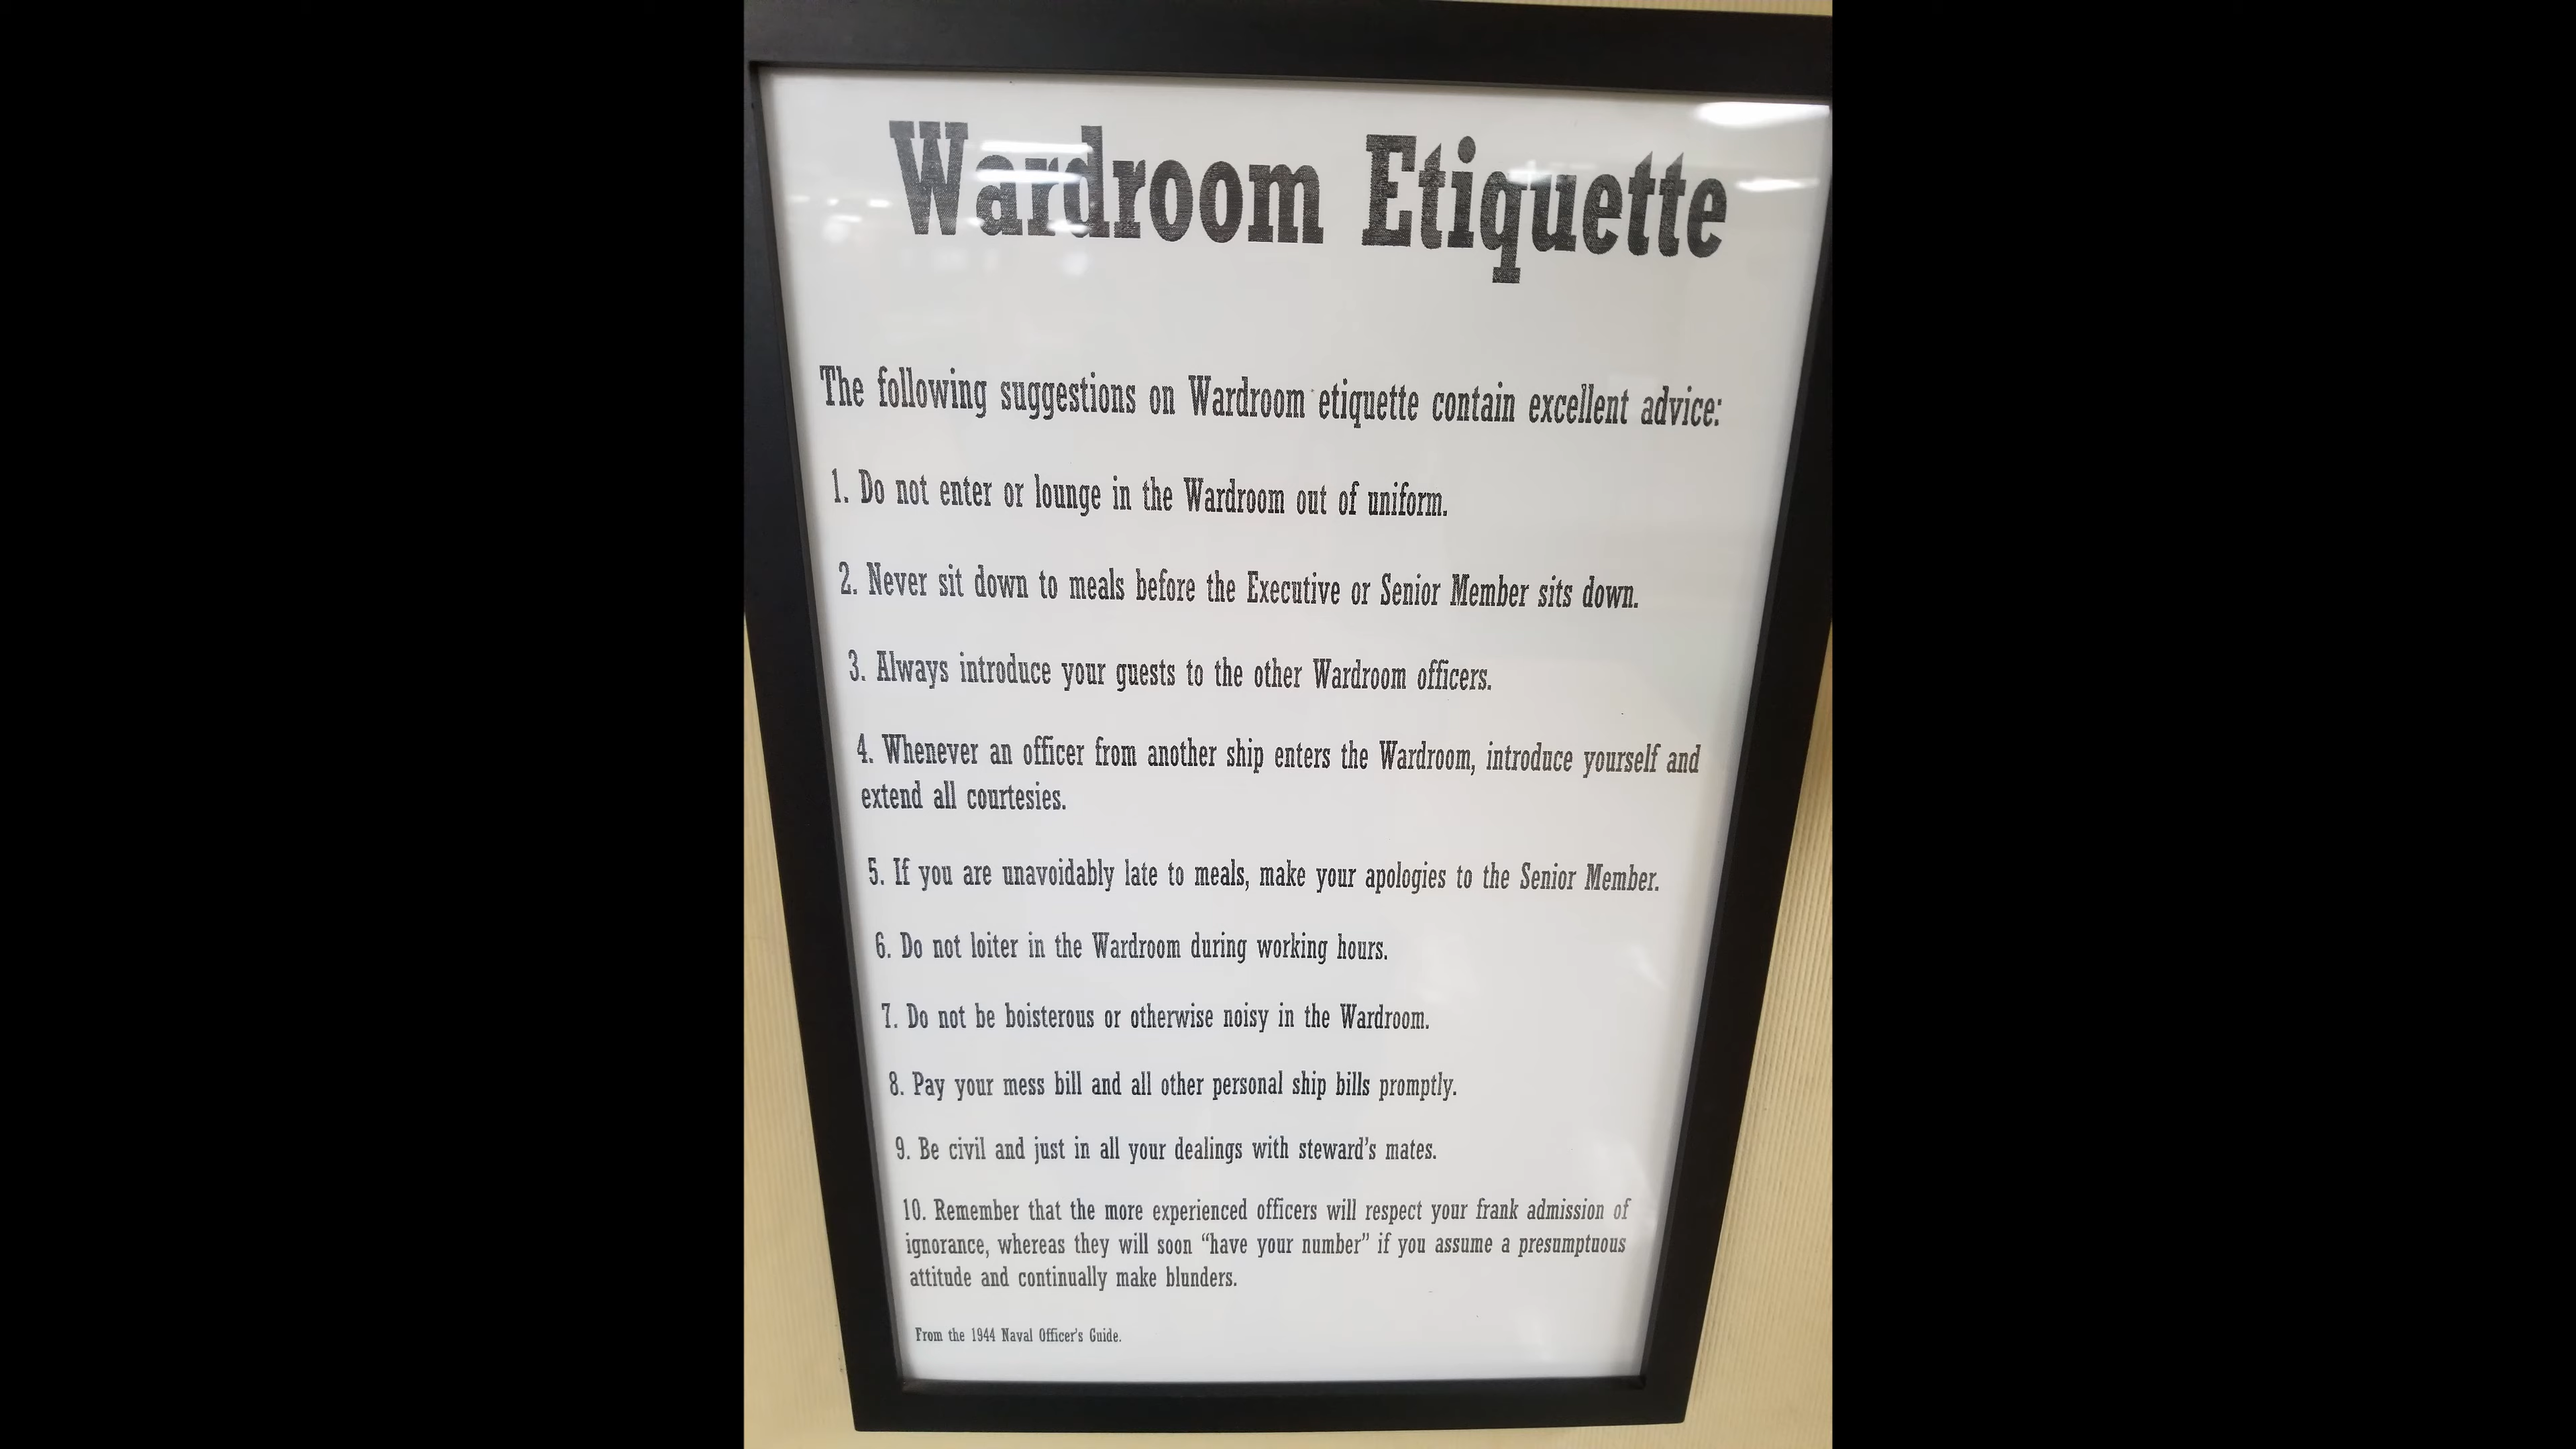 Wardroom Etiquette
The following suggestions on Wardroom etiquette contain excellent advice:
1. Do not enter or lounge in the Wardroom out of uniform.
2. Never sit down to meals before the Executive or Senior Member sits down.
3. Always introduce your guests to the other Wardroom officers.
4. Whenever an officer from another ship enters the Wardroom, introduce yourself and
extend all courtesies.
5. If you are unavoidably late to meals, make your apologies to the Senior Member.
6. Do not loiter in the Wardroom during working hours.
7. Do not be boisterous or otherwise noisy in the Wardroom.
8. Pay your mess bill and all other personal ship bills promptly.
9. Be civil and just in all your dealings with steward’s mates.
10. Remember that the more experienced officers will respect your frank admission of
ignorance, whereas they will soon “have your number” if you assume a presumptuous
attitude and continually make blunders.
From the 1944 Naval Officer’s Guide.